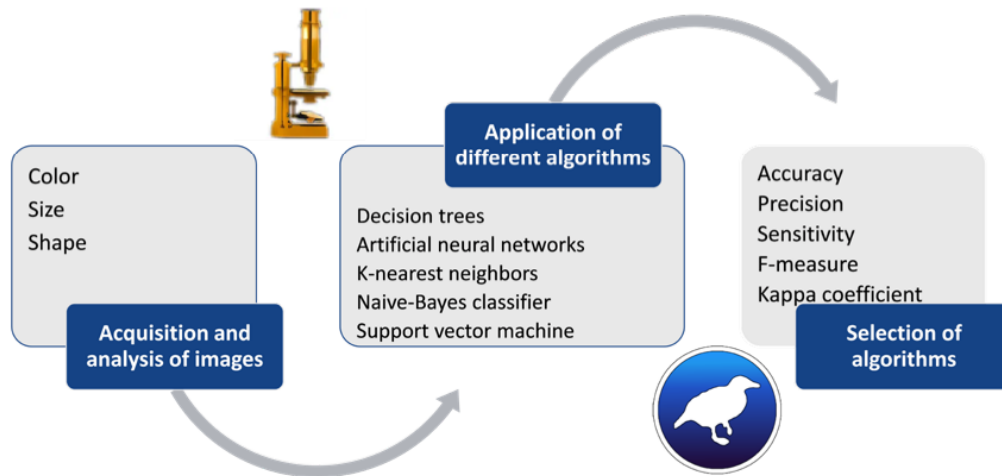 Color
Size
Shape
Acquisition and
analysis of images
Application of
different algorithms
Decision trees
Artificial neural networks
K-nearest neighbors
Naive-Bayes classifier
Support vector machine
Accuracy
Precision
Sensitivity
F-measure
Kappa coefficient
Selection of
algorithms